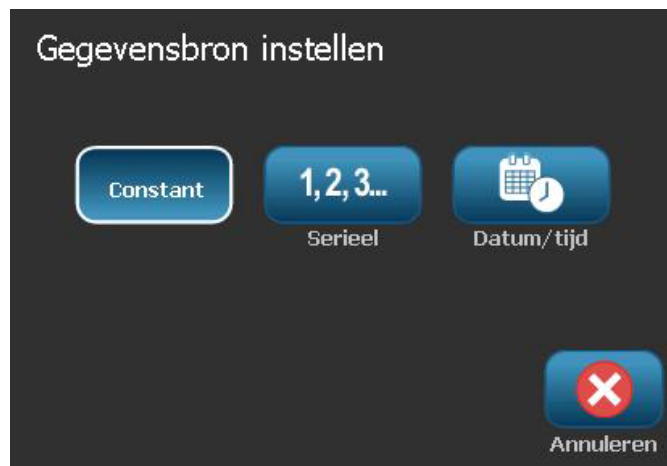 Gegevensbron instellen
Constant
1, 2, 3...
Serieel
Datum/tijd
Annuleren